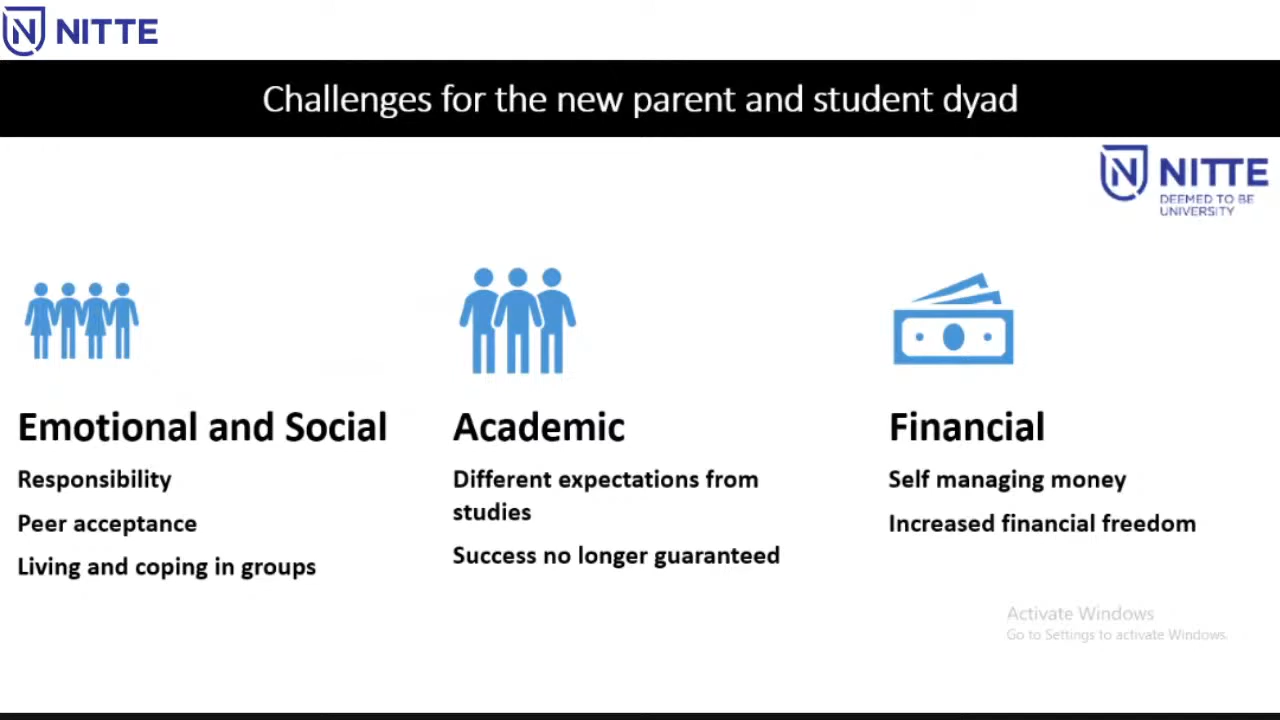 NITTE
Challenges for the new parent and student dyad
NITTE
DEEMED TO BE
UNIVERSITY
Emotional and Social
Responsibility
Peer acceptance
Living and coping in groups
Academic
Different expectations from
studies
Success no longer guaranteed
Financial
Self managing money
Increased financial freedom
Activate Windows
Go to Settings to activate Windows.